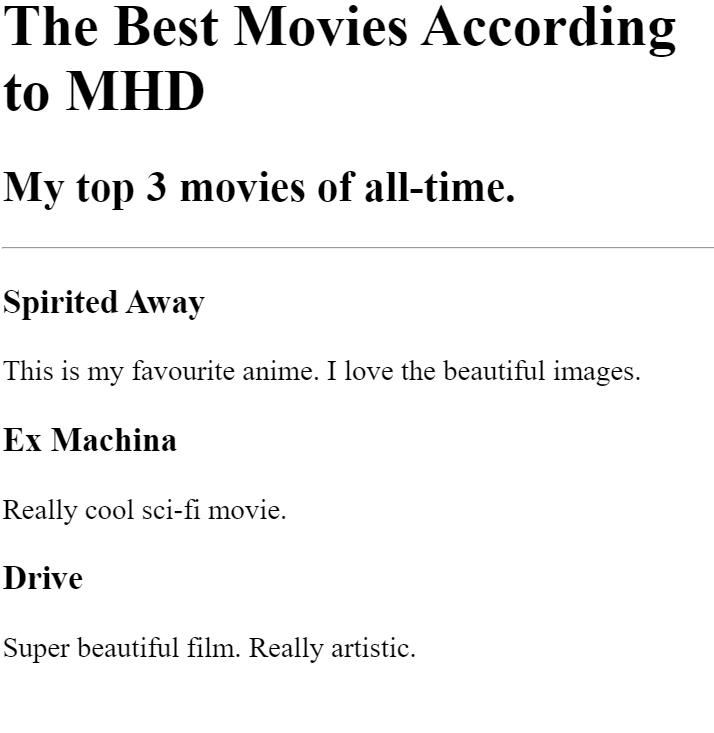 The Best Movies According
to MHD
My top 3 movies of all-time.
Spirited Away
This is my favourite anime. I love the beautiful images.
Ex Machina
Really cool sci-fi movie.
Drive
Super beautiful film. Really artistic.